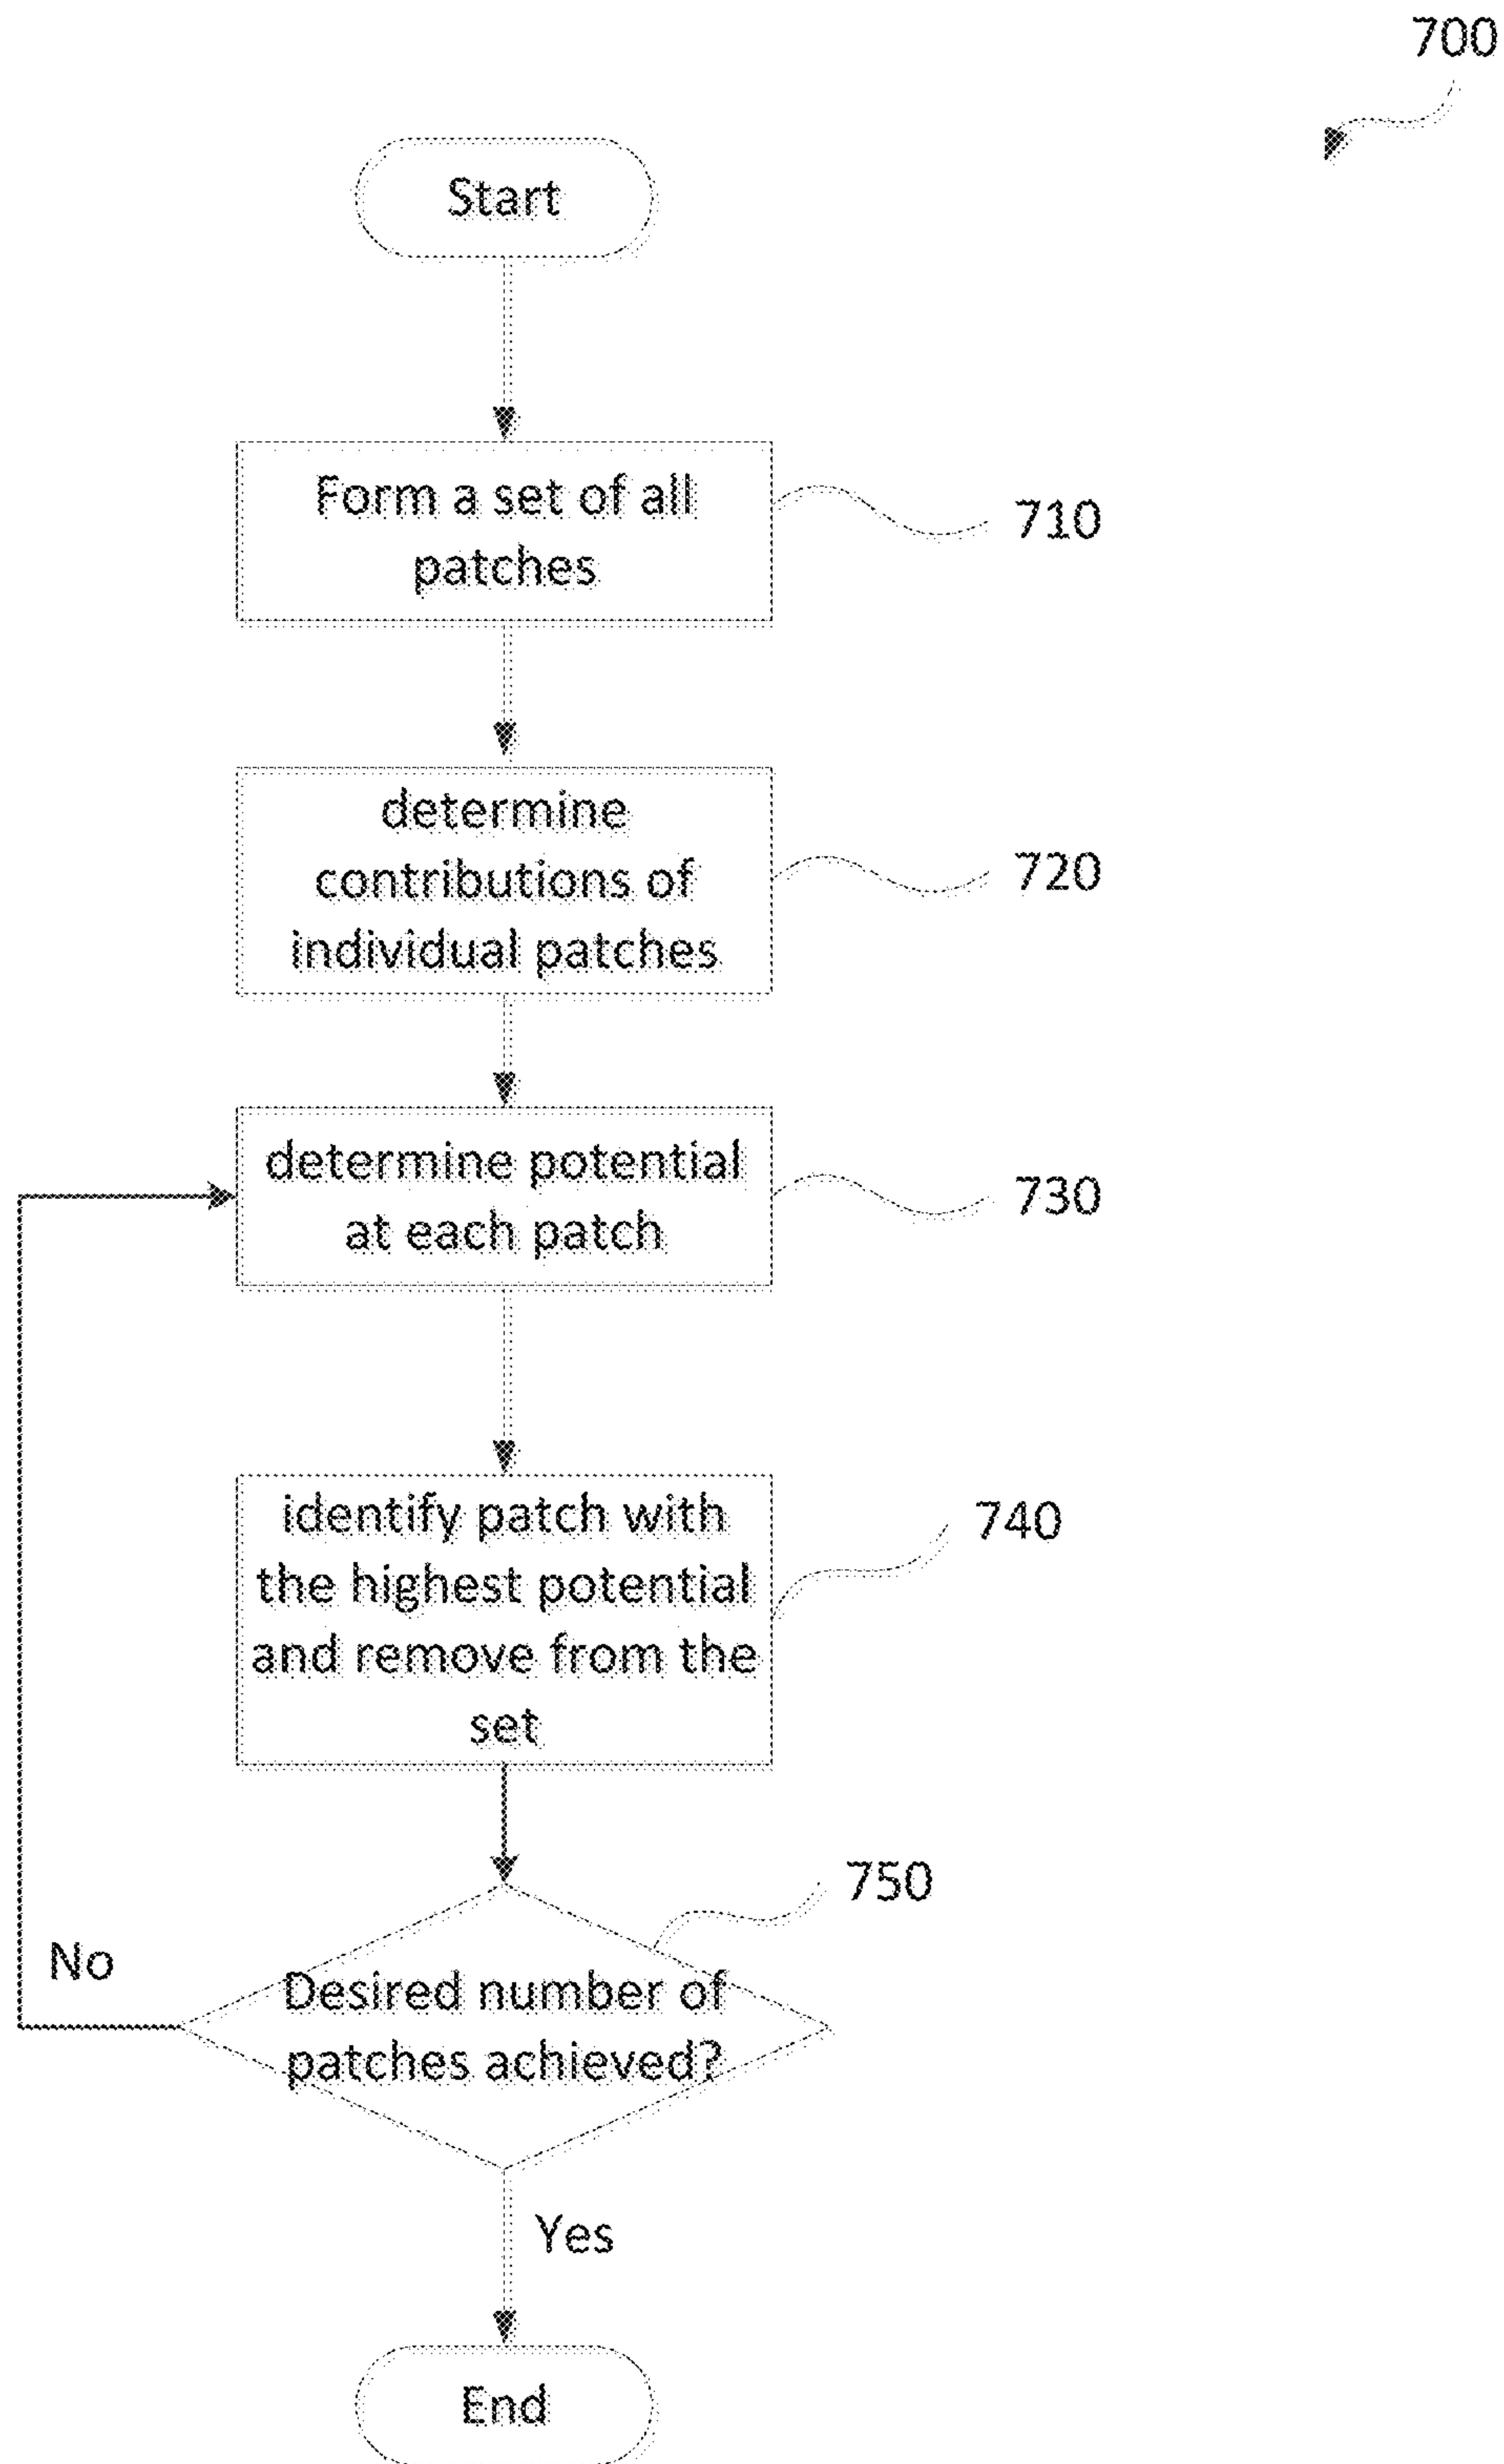 700
Start
Form a set of all
patches
710
determine
contributions of
individual patches
720
determine potential
at each patch
730
identify patch with
the highest potential
and remove from the
set
740
750
Desired number of
patches achieved?
No
Yes
End